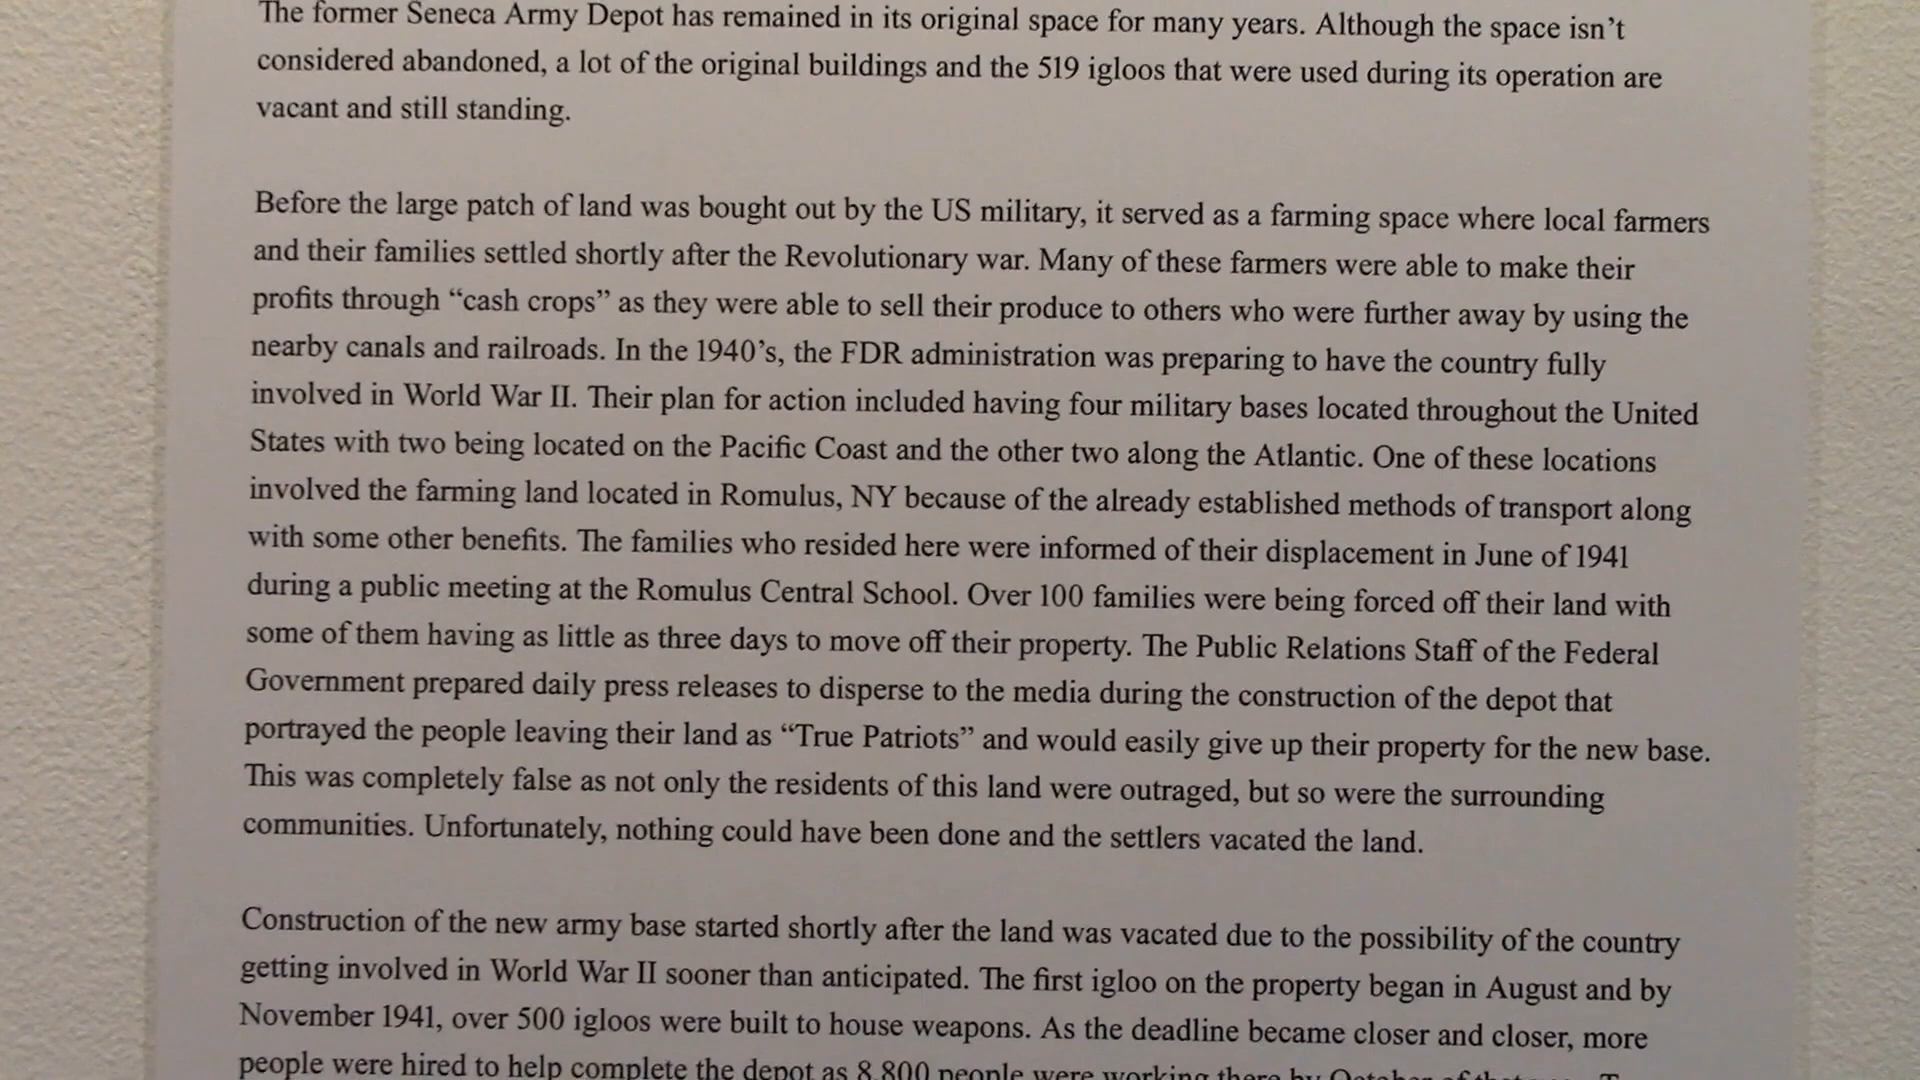 The former Seneca Army Depot has remained in its original space for many years. Although the space isn’t
considered abandoned, a lot of the original buildings and the 519 igloos that were used during its operation are
vacant and still standing.
Before the large patch of land was bought out by the US military, it served as a farming space where local farmers
and their families settled shortly after the Revolutionary war. Many of these farmers were able to make their
profits through “cash crops” as they were able to sell their produce to others who were further away by using the
nearby canals and railroads. In the 1940’s, the FDR administration was preparing to have the country fully
involved in World War II. Their plan for action included having four military bases located throughout the United
States with two being located on the Pacific Coast and the other two along the Atlantic. One of these locations
involved the farming land located in Romulus, NY because of the already established methods of transport along
with some other benefits. The families who resided here were informed of their displacement in June of 1941
during a public meeting at the Romulus Central School. Over 100 families were being forced off their land with
some of them having as little as three days to move off their property. The Public Relations Staff of the Federal
Government prepared daily press releases to disperse to the media during the construction of the depot that
portrayed the people leaving their land as “True Patriots” and would easily give up their property for the new base.
This was completely false as not only the residents of this land were outraged, but so were the surrounding
communities. Unfortunately, nothing could have been done and the settlers vacated the land.
Construction of the new army base started shortly after the land was vacated due to the possibility of the country
getting involved in World War II sooner than anticipated. The first igloo on the property began in August and by
November 1941, over 500 igloos were built to house weapons. As the deadline became closer and closer, more
people were hired to help complete the depot as 8,800 people were working there by October of